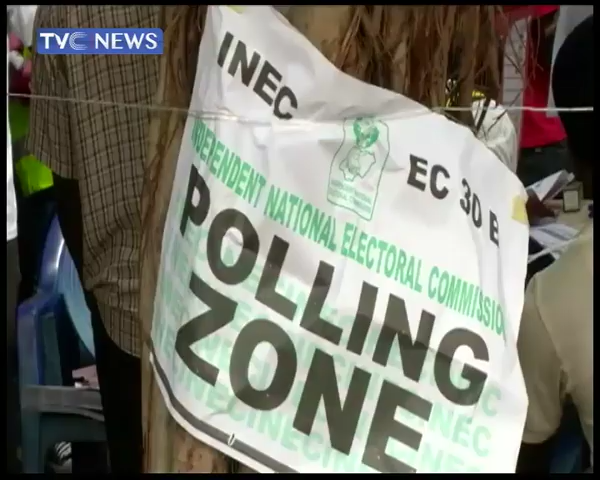 TVC NEWS
INEC
EC 30 B
INDEPENDENT NATIONAL ELECTORAL COMMISSION
POLLING
ZONE